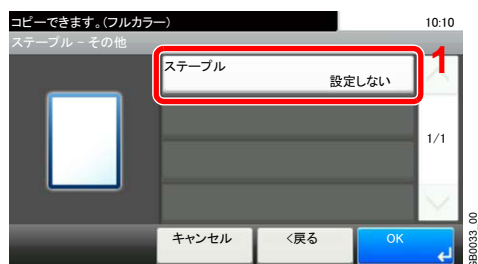 コピーできます。(フルカラー)
10:10
ステープル - その他
ステープル
設定しない
1
1/1
キャンセル
<戻る
OK
GB0033_00